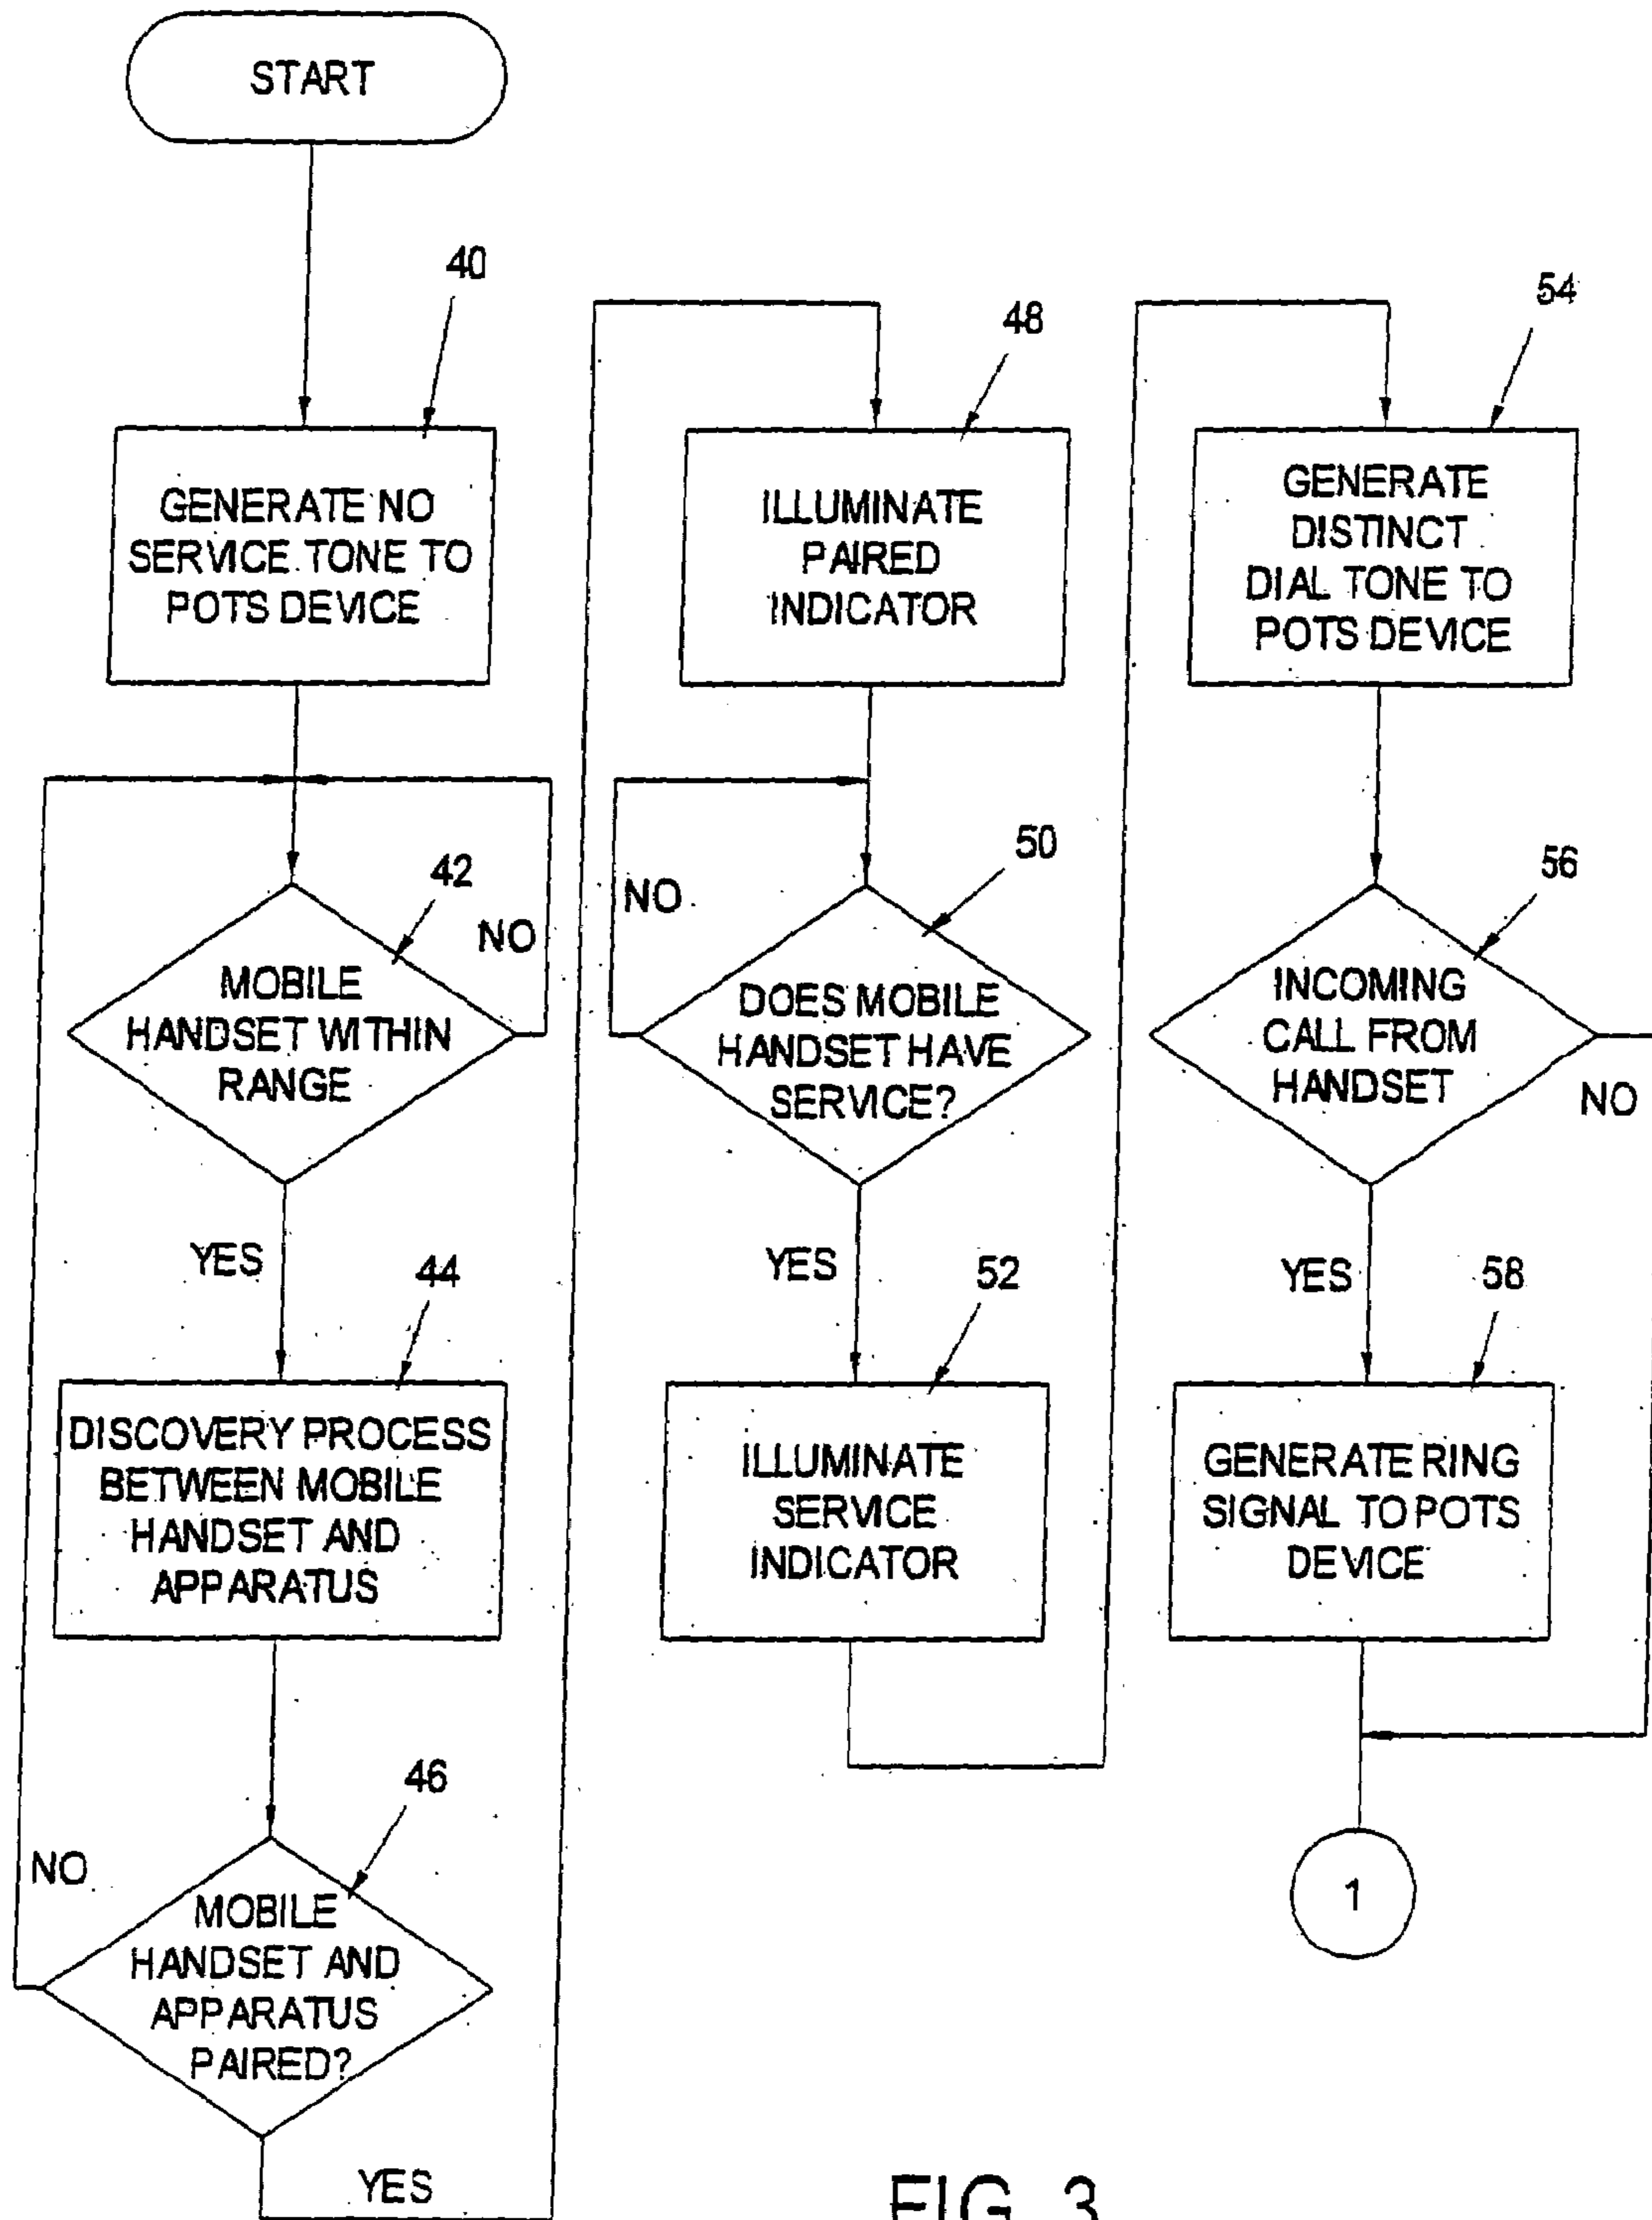 START
40
GENERATE NO
SERVICE TONE TO
POTS DEVICE
42
NO
MOBILE
HANDSET WITHIN
RANGE
YES
44
DISCOVERY PROCESS
BETWEEN MOBILE
HANDSET AND
APPARATUS
46
NO
MOBILE
HANDSET AND
APPARATUS
PAIRED?
YES
48
ILLUMINATE
PAIRED
INDICATOR
50
NO
DOES MOBILE
HANDSET HAVE
SERVICE?
YES
52
ILLUMINATE
SERVICE
INDICATOR
54
GENERATE
DISTINCT
DIAL TONE TO
POTS DEVICE
56
INCOMING
CALL FROM
HANDSET
NO
YES
58
GENERATE RING
SIGNAL TO POTS
DEVICE
1
FIG. 3